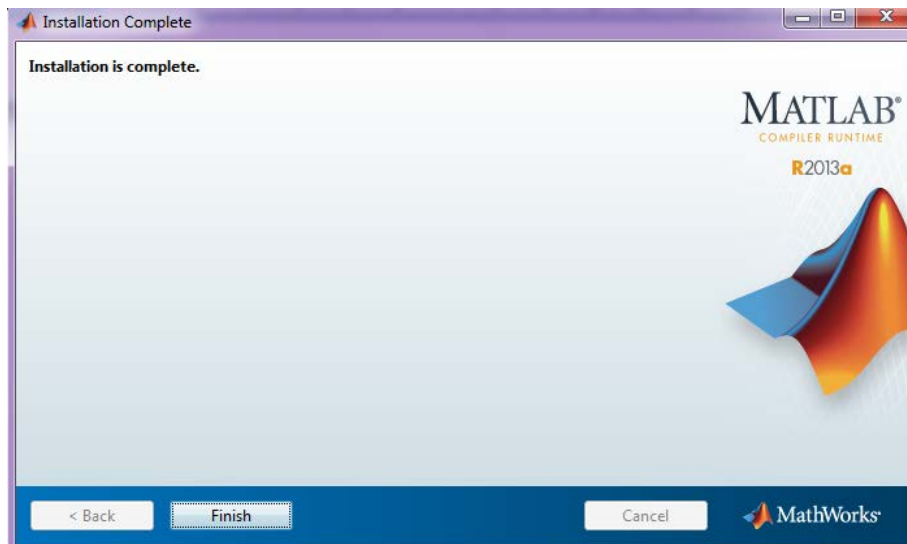 Installation Complete
Installation is complete.
MATLAB®
COMPILER RUNTIME
R2013a
< Back
Finish
Cancel
MathWorks®